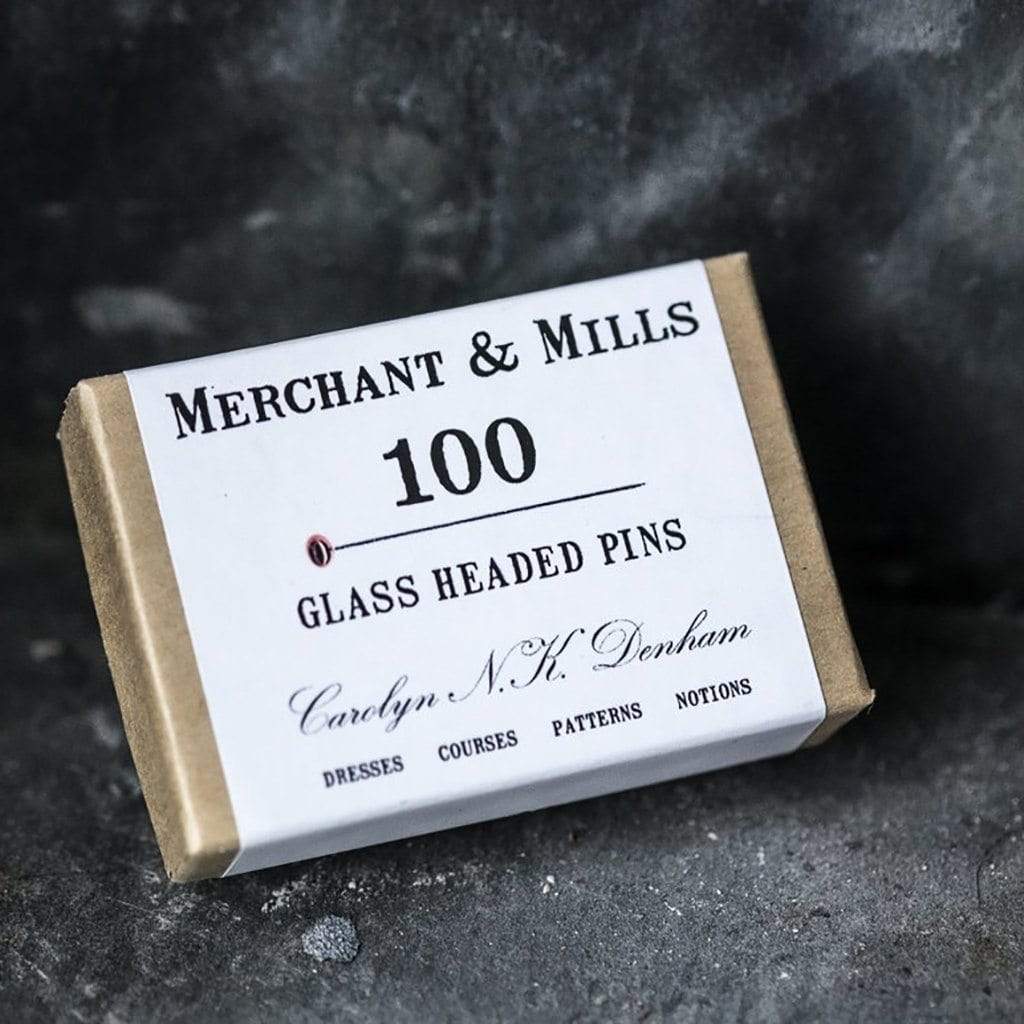 MERCHANT & MILLS
100
GLASS HEADED PINS
Carolyn N.K. Denham
DRESSES COURSES PATTERNS NOTIONS